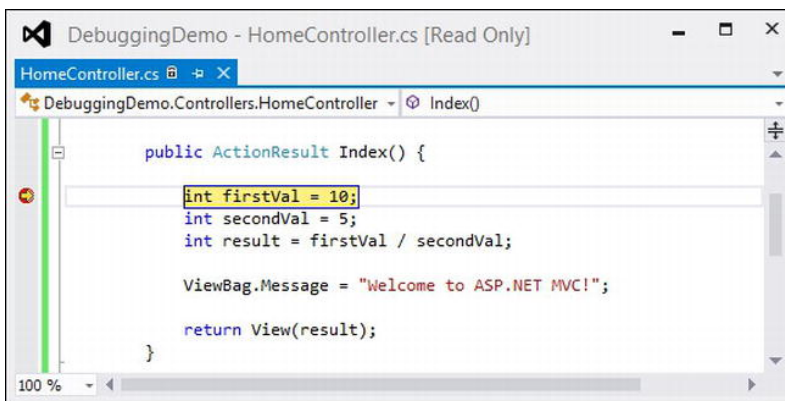 DebuggingDemo - HomeController.cs [Read Only]
HomeController.cs
DebuggingDemo.Controllers.HomeController Index()
public ActionResult Index() {
int firstVal = 10;
int secondVal = 5;
int result = firstVal / secondVal;
ViewBag.Message = "Welcome to ASP.NET MVC!";
return View(result);
}
100 %